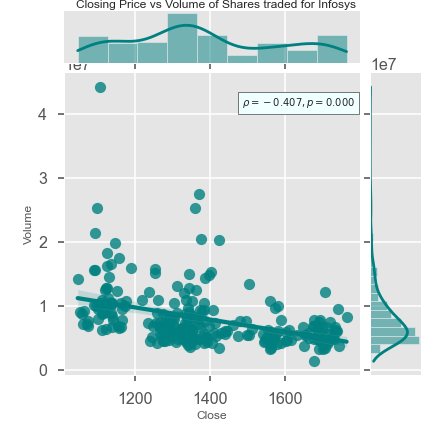 Closing Price vs Volume of Shares traded for Infosys
1e7
1e7
ρ = −0.407, p = 0.000
4
3
2
1
0
Volume
1200
1400
1600
Close